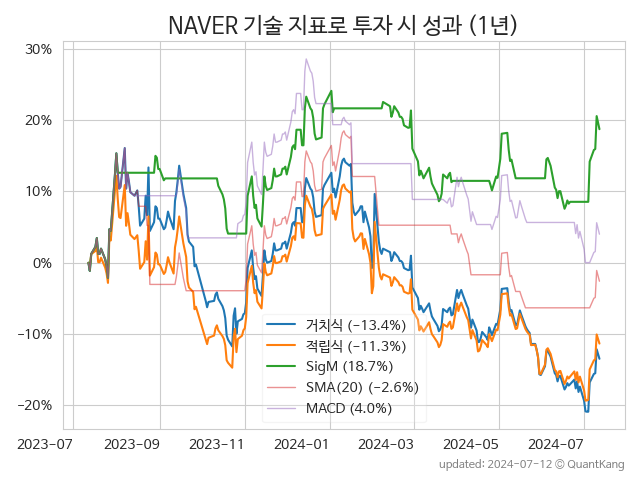 NAVER 기술 지표로 투자 시 성과 (1년)
30%
20%
10%
0%
−10%
−20%
거치식 (−13.4%)
적립식 (−11.3%)
SigM (18.7%)
SMA(20) (−2.6%)
MACD (4.0%)
2023-07 2023-09 2023-11 2024-01 2024-03 2024-05 2024-07
updated: 2024-07-12 © QuantKang